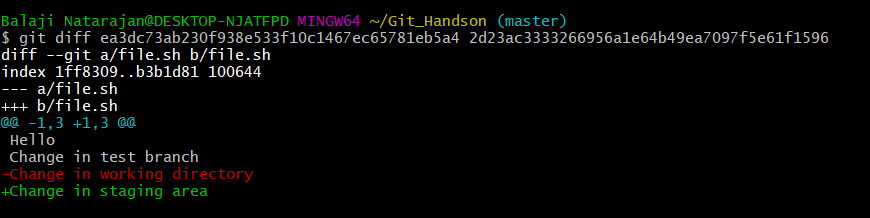 Balaji Natarajan@DESKTOP-NJATFPD MINGW64 ~/Git_Handson (master)
$ git diff ea3dc73ab230f938e533f10c1467ec65781eb5a4 2d23ac3333266956a1e64b49ea7097f5e61f1596
diff --git a/file.sh b/file.sh
index 1ff8309..b3b1d81 100644
--- a/file.sh
+++ b/file.sh
@@ -1,3 +1,3 @@
 Hello
 Change in test branch
-Change in working directory
+Change in staging area